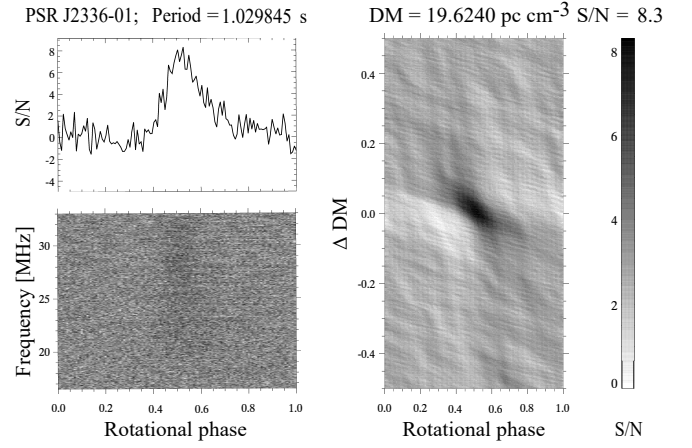 PSR J2336-01; Period = 1.029845 s
DM = 19.6240 pc cm-3 S/N = 8.3
S/N
8
6
4
2
0
-2
-4
Frequency [MHz]
30
25
20
0.0 0.2 0.4 0.6 0.8 1.0
Rotational phase
Δ DM
0.4
0.2
0.0
-0.2
-0.4
0.0 0.2 0.4 0.6 0.8 1.0
Rotational phase
8
6
4
2
0
S/N